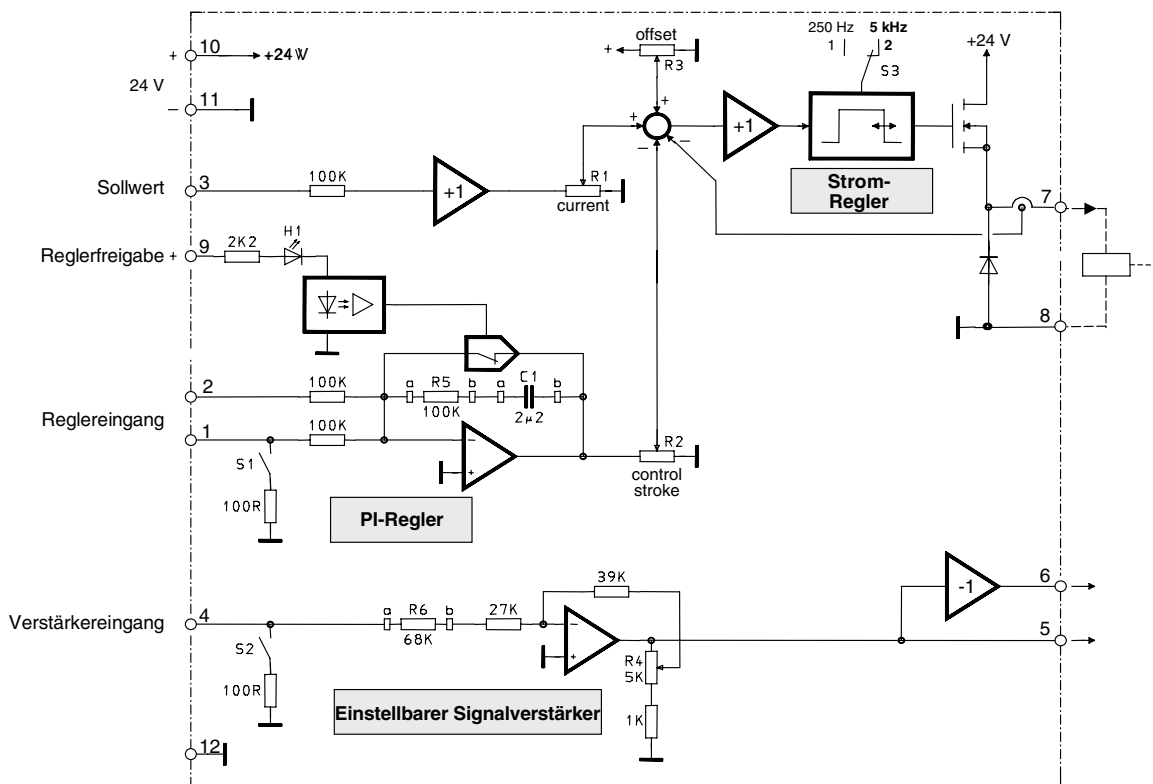 250 Hz 5 kHz
1 2
S3
+24 V
offset
+
R3
+ 10 +24 V
24 V
– 11
+
+
–
–
+1
Strom-
Regler
Sollwert 3 100K +1 R1
current
7
Reglerfreigabe + 9 2K2 H1
8
2 100K a R5 b a C1 b
100K 2µ2
Reglereingang
1 100K
–
+
R2
control
stroke
S1
100R
PI-Regler
39K
-1
6
Verstärkereingang 4 a R6 b 27K
68K
–
+
5
S2
R4
5K
100R
Einstellbarer Signalverstärker
1K
12